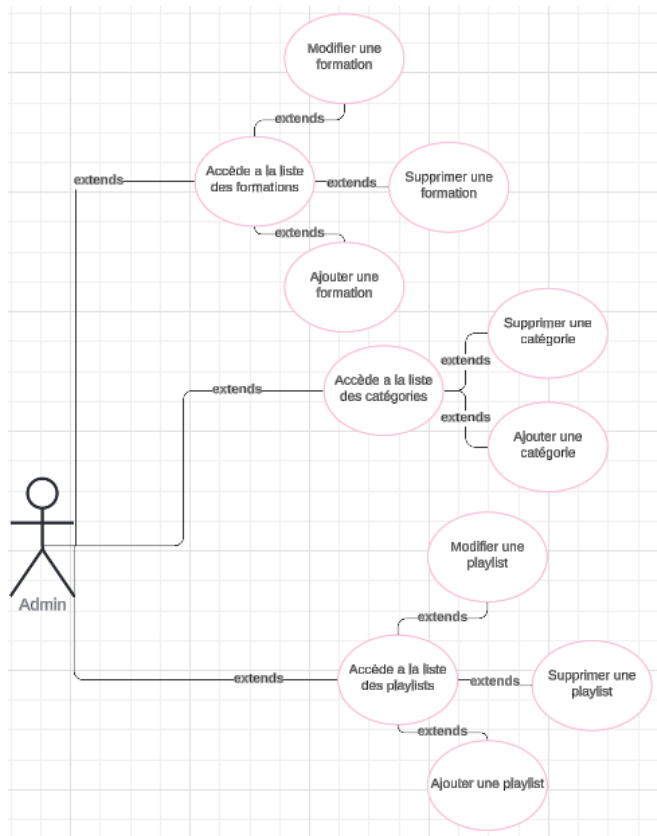 Modifier une
formation
extends
Accède a la liste
des formations
extends
extends
Supprimer une
formation
extends
Ajouter une
formation
Supprimer une
catégorie
extends
extends
Accède a la liste
des catégories
extends
Ajouter une
catégorie
Admin
Modifier une
playlist
extends
Accède a la liste
des playlists
extends
extends
Supprimer une
playlist
extends
Ajouter une playlist